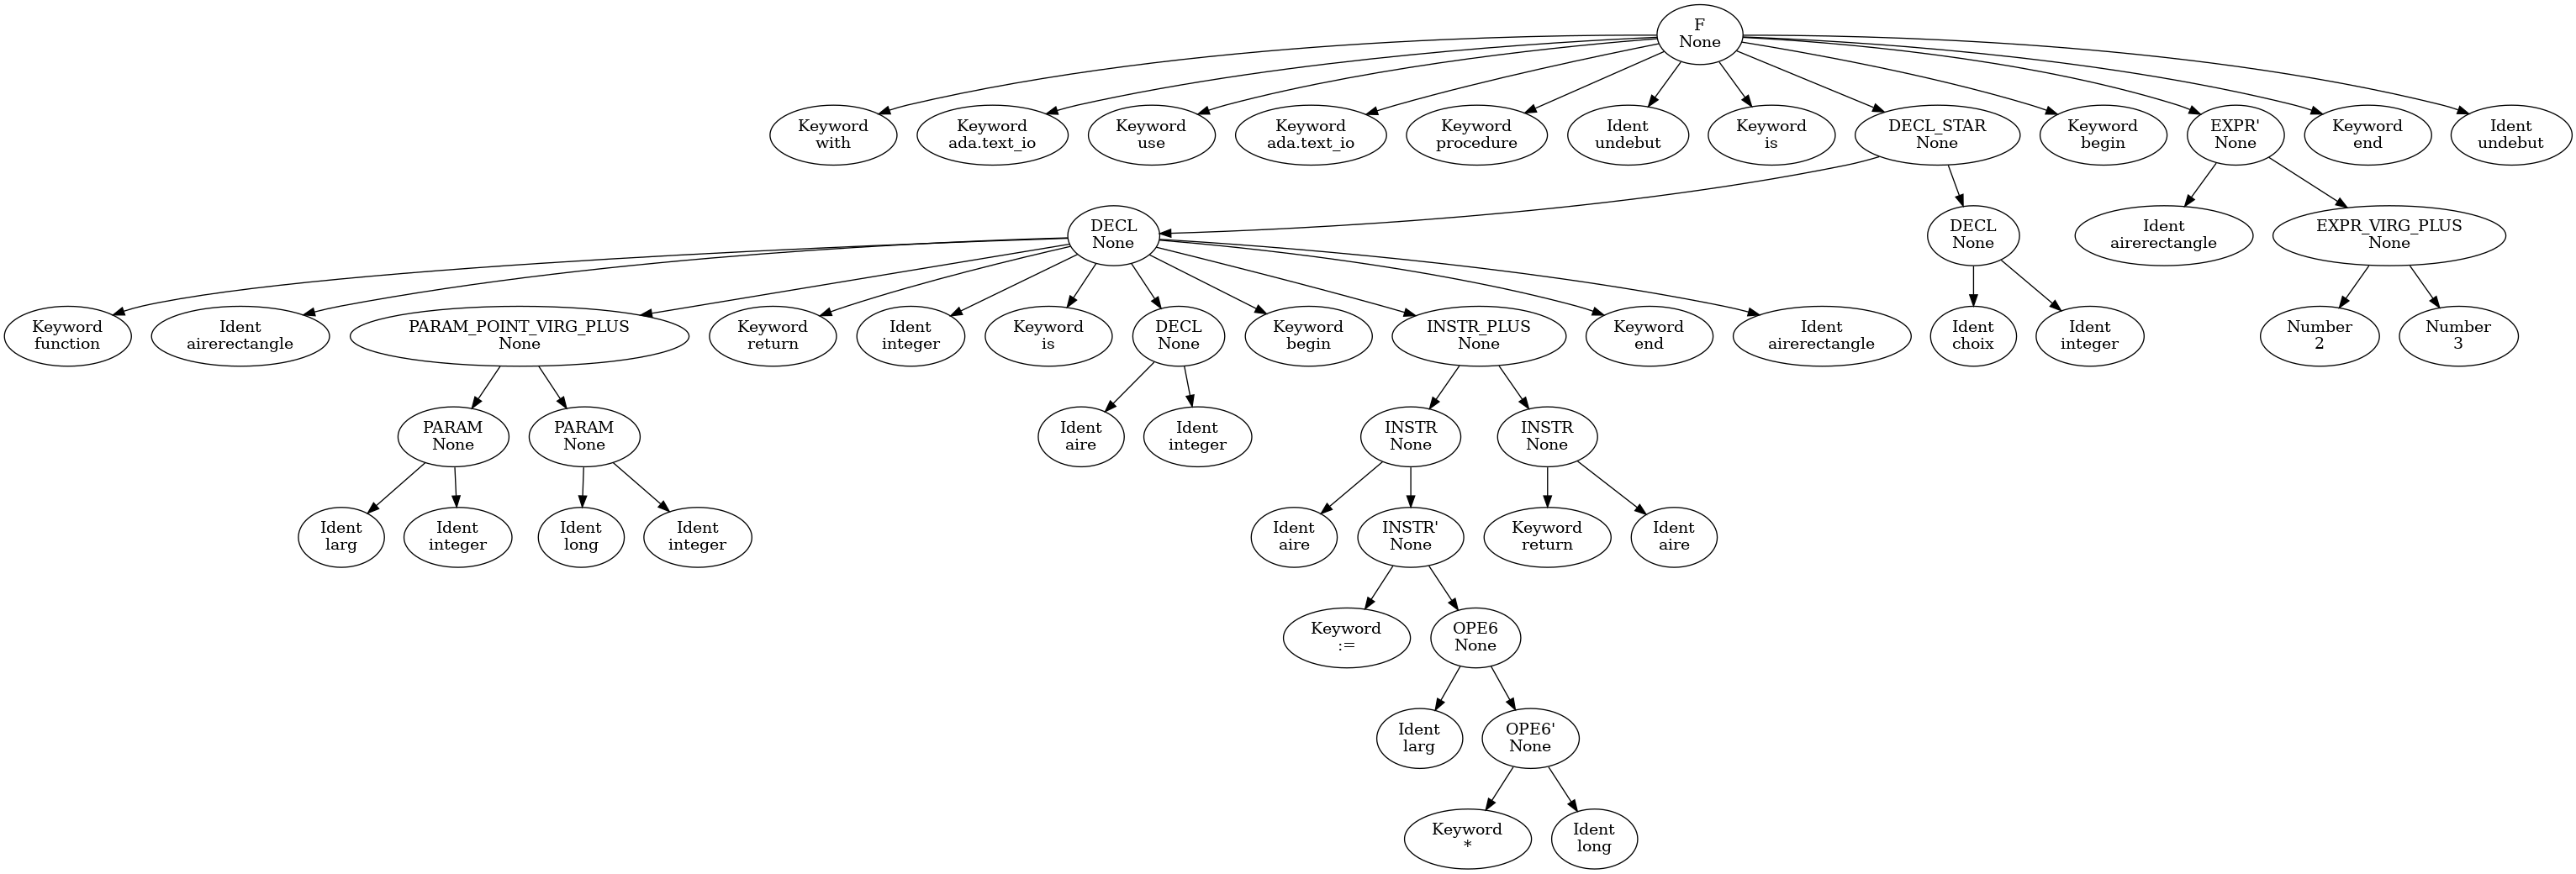 F
None
Keyword
with
Keyword
ada.text_io
Keyword
use
Keyword
ada.text_io
Keyword
procedure
Ident
undebut
Keyword
is
DECL_STAR
None
Keyword
begin
EXPR'
None
Keyword
end
Ident
undebut
DECL
None
DECL
None
Ident
airerectangle
EXPR_VIRG_PLUS
None
Keyword
function
Ident
airerectangle
PARAM_POINT_VIRG_PLUS
None
Keyword
return
Ident
integer
Keyword
is
DECL
None
Keyword
begin
INSTR_PLUS
None
Keyword
end
Ident
airerectangle
Ident
choix
Ident
integer
Number
2
Number
3
PARAM
None
PARAM
None
Ident
aire
Ident
integer
INSTR
None
INSTR
None
Ident
larg
Ident
integer
Ident
long
Ident
integer
Ident
aire
INSTR'
None
Keyword
return
Ident
aire
Keyword
:=
OPE6
None
Ident
larg
OPE6'
None
Keyword
*
Ident
long